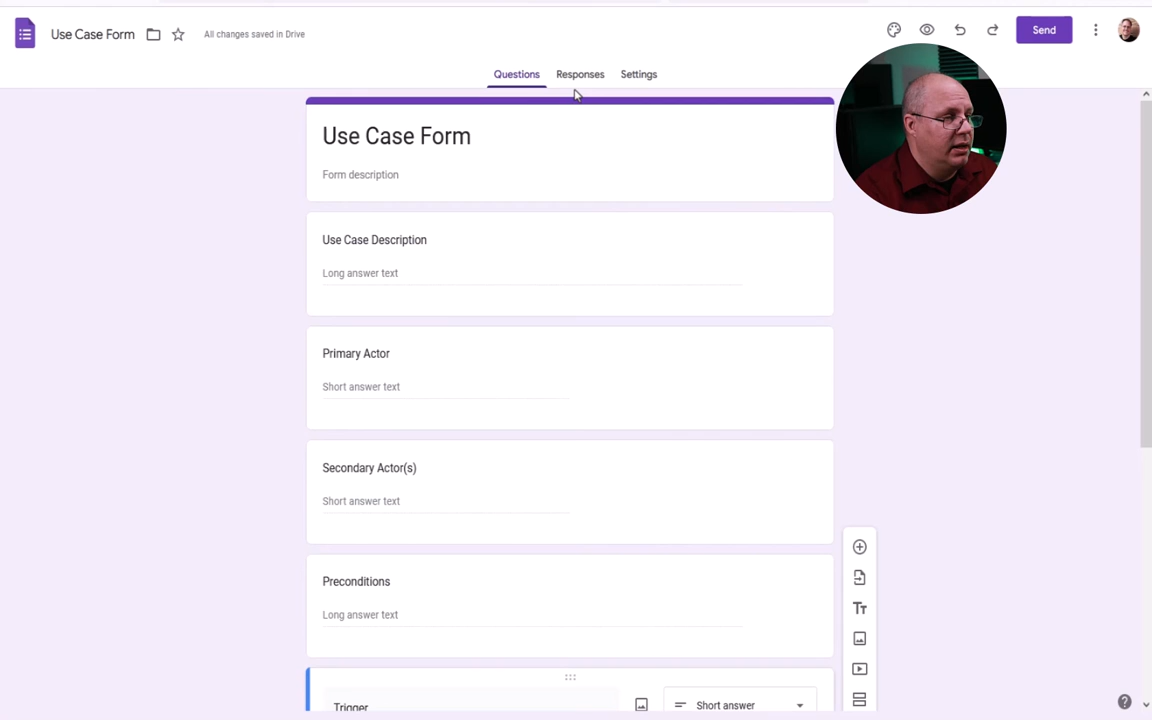 Use Case Form
All changes saved in Drive
Send
Questions Responses Settings
Use Case Form
Form description
Use Case Description
Long answer text
Primary Actor
Short answer text
Secondary Actor(s)
Short answer text
Preconditions
Long answer text
Tт
Trigger
Short answer